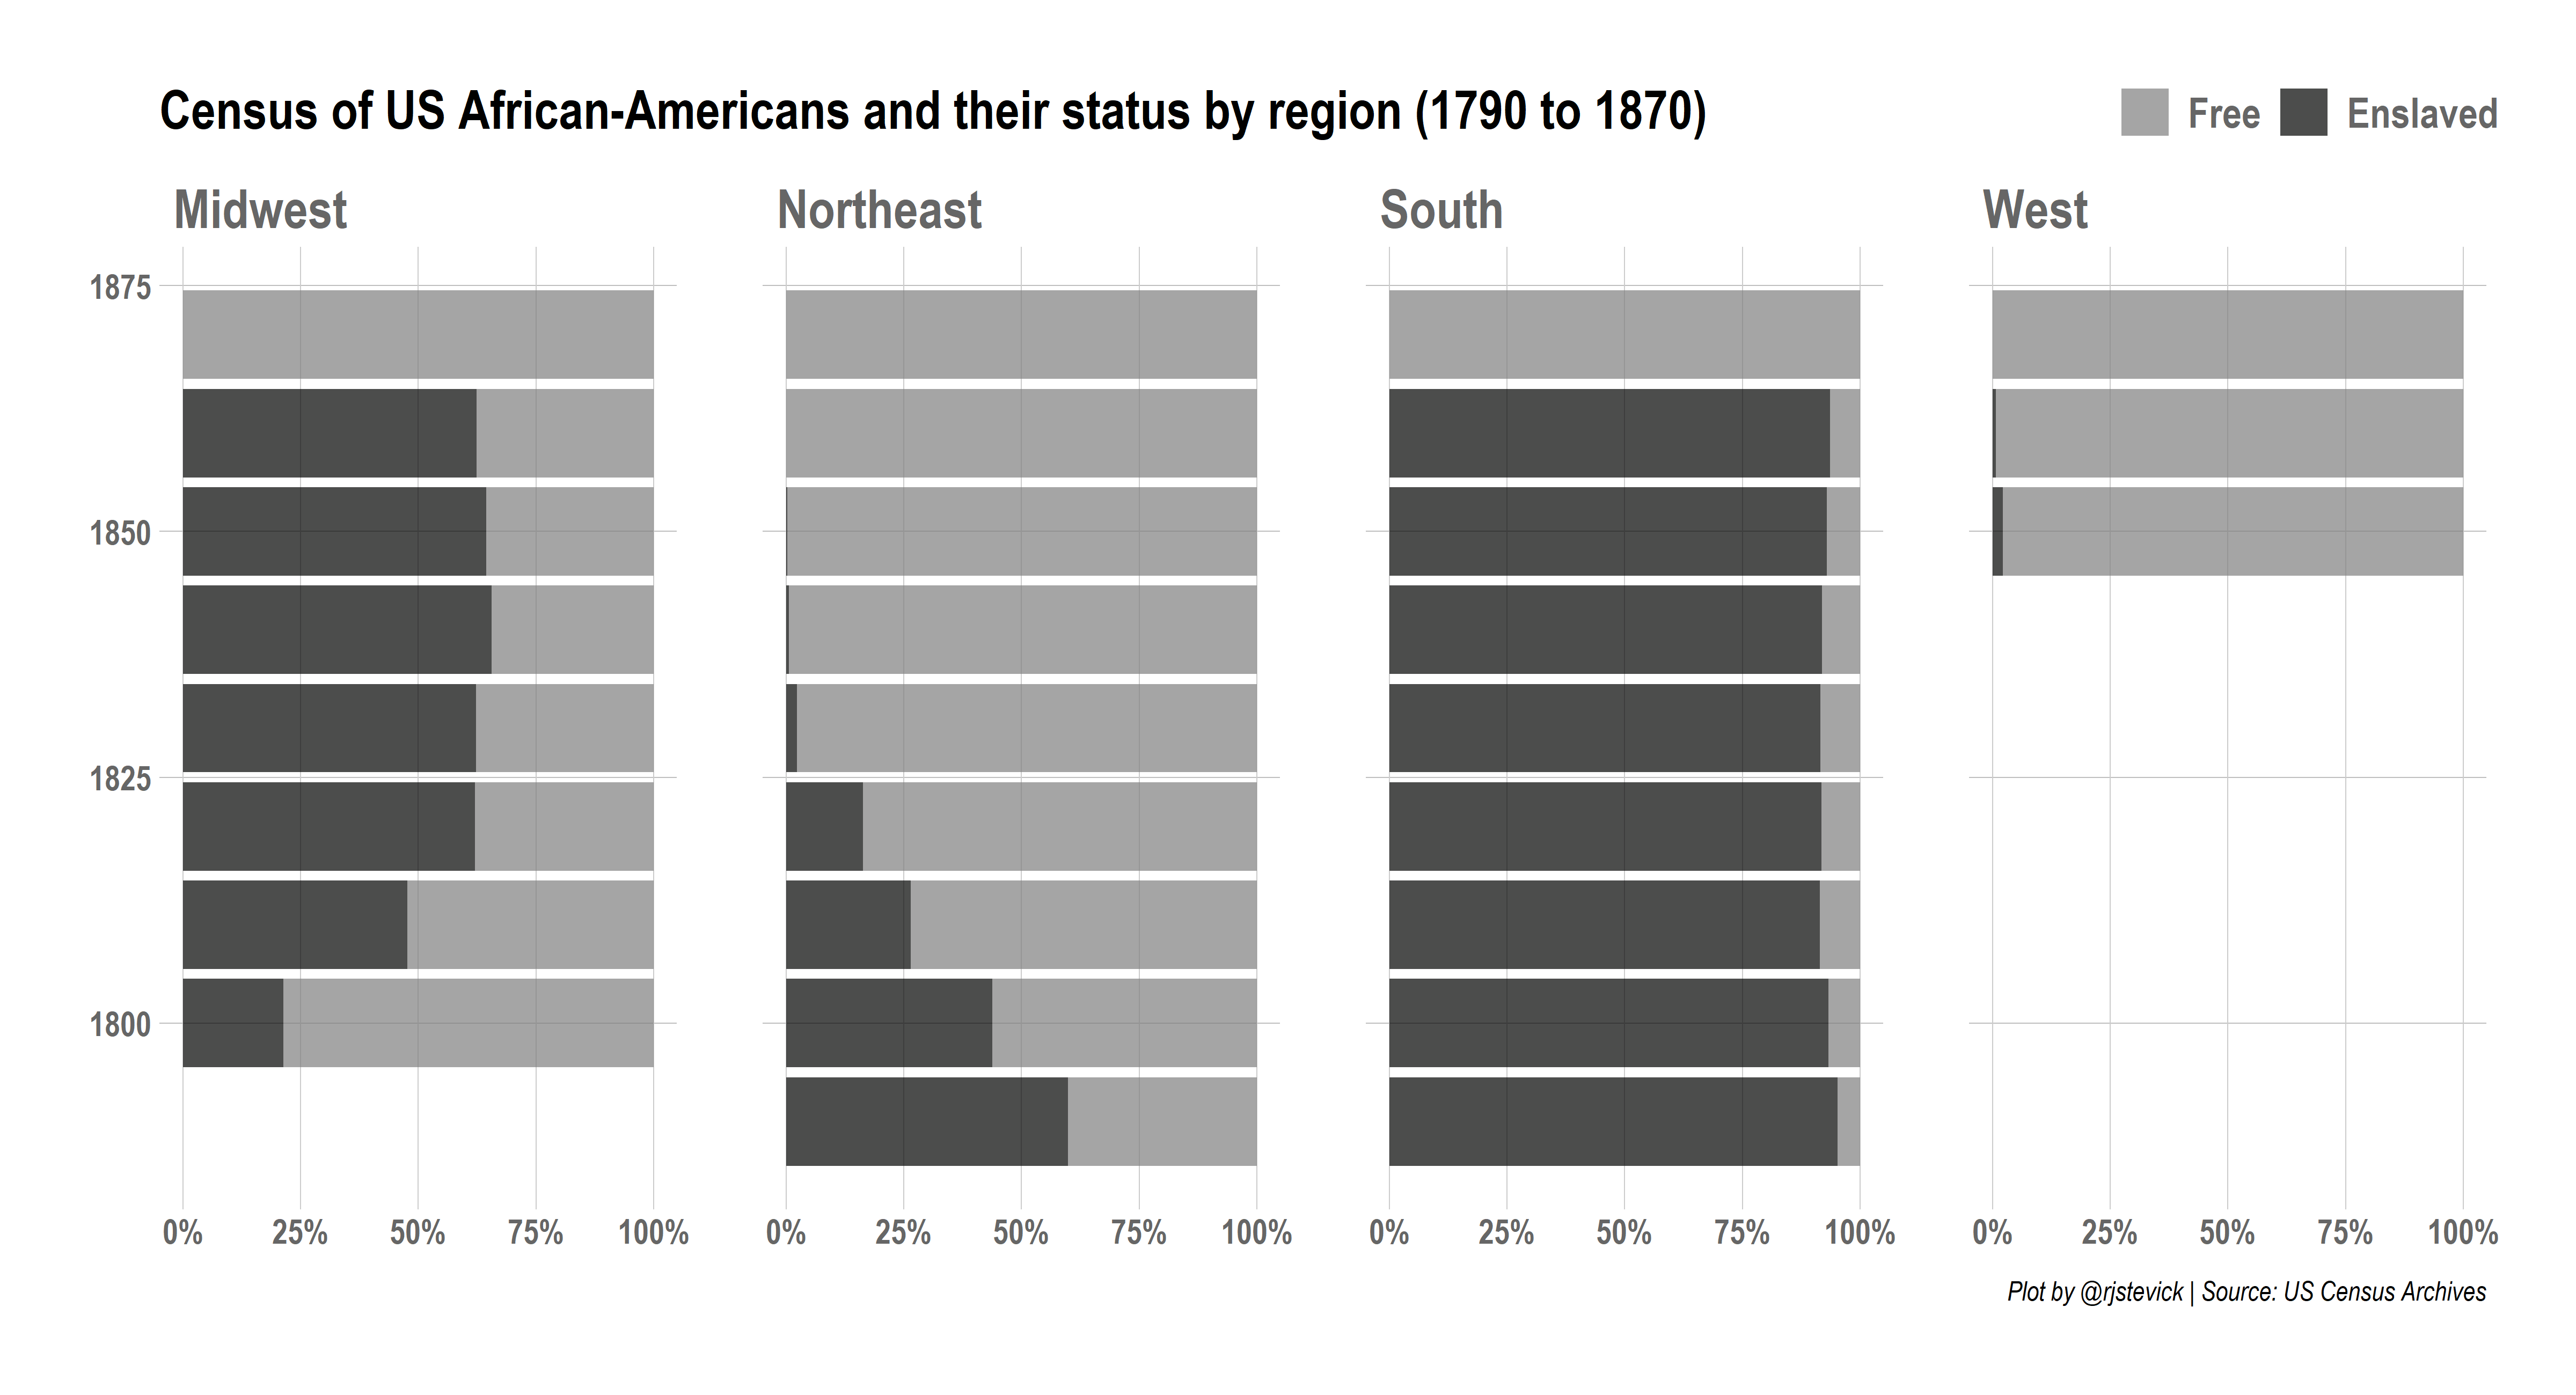 Census of US African-Americans and their status by region (1790 to 1870)
Free Enslaved
Midwest Northeast South West
1875
1850
1825
1800
0% 25% 50% 75% 100% 0% 25% 50% 75% 100% 0% 25% 50% 75% 100% 0% 25% 50% 75% 100%
Plot by @rjstevick | Source: US Census Archives